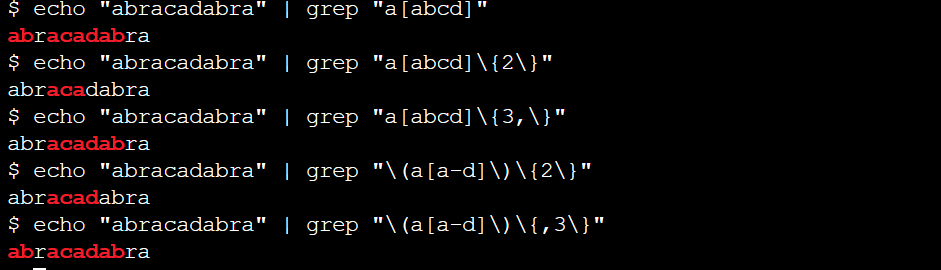 $ echo "abracadabra" | grep "a[abcd]"
abracadabra
$ echo "abracadabra" | grep "a[abcd]\{2\}"
abracadabra
$ echo "abracadabra" | grep "a[abcd]\{3,\}"
abracadabra
$ echo "abracadabra" | grep "\(a[a-d]\)\{2\}"
abracadabra
$ echo "abracadabra" | grep "\(a[a-d]\)\{,3\}"
abracadabra